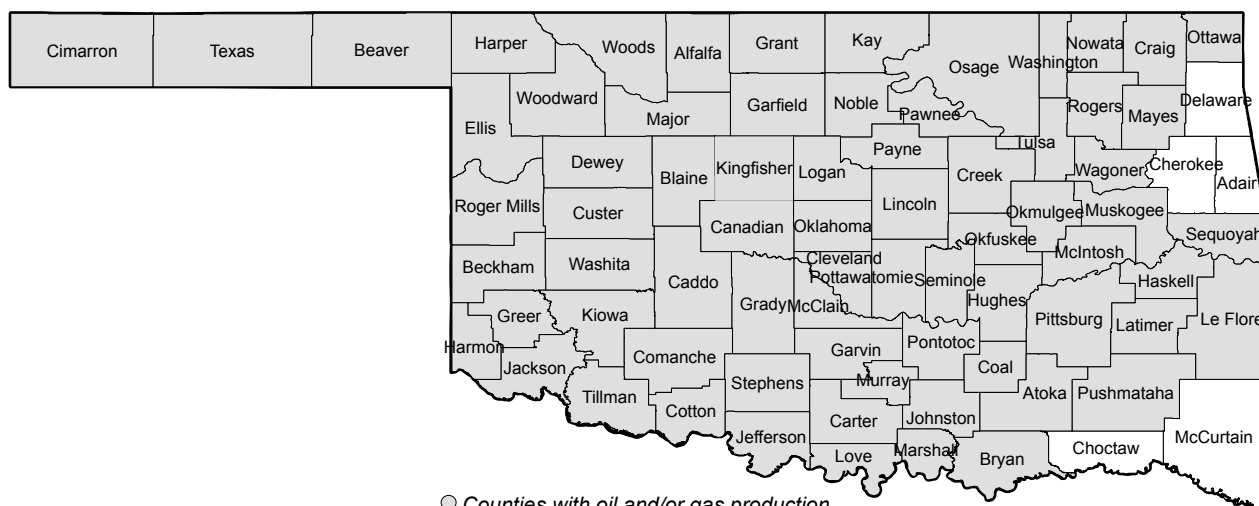 Cimarron
Texas
Beaver
Harper
Woods
Alfalfa
Grant
Kay
Osage
Washington
Nowata
Craig
Ottawa
Woodward
Ellis
Major
Garfield
Noble
Pawnee
Rogers
Mayes
Delaware
Tulsa
Dewey
Blaine
Kingfisher
Logan
Payne
Creek
Wagoner
Cherokee
Adair
Roger Mills
Custer
Canadian
Oklahoma
Lincoln
Okmulgee
Muskogee
Sequoyah
Okfuskee
McIntosh
Beckham
Washita
Caddo
Grady
Cleveland
Pottawatomie
Seminole
Hughes
Haskell
McClain
Greer
Kiowa
Pittsburg
Latimer
Le Flore
Harmon
Jackson
Comanche
Garvin
Pontotoc
Coal
Stephens
Murray
Atoka
Pushmataha
Tillman
Cotton
Carter
Johnston
McCurtain
Jefferson
Love
Marshall
Bryan
Choctaw
Counties with oil and/or gas production